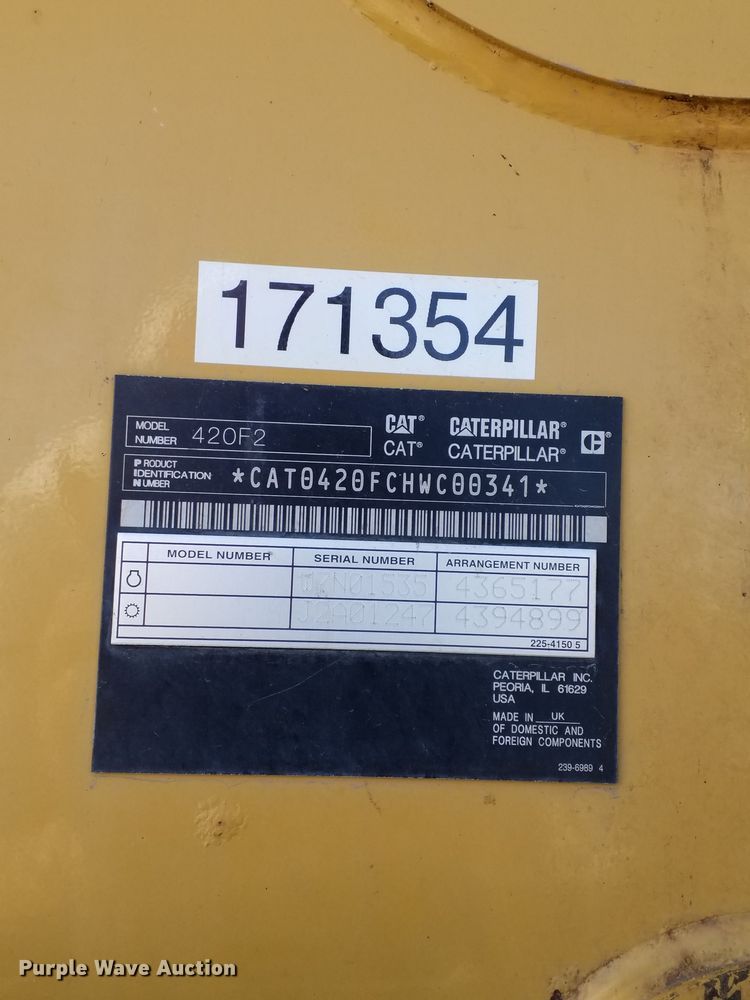 171354
MODEL NUMBER 420F2
CAT® CATERPILLAR®
CAT® CATERPILLAR®
PRODUCT IDENTIFICATION NUMBER *CAT0420FCHWC00341*
MODEL NUMBER SERIAL NUMBER ARRANGEMENT NUMBER
4365177
J2A01247 4394899
225-4150 5
CATERPILLAR INC.
PEORIA, IL 61629
USA
MADE IN UK
OF DOMESTIC AND
FOREIGN COMPONENTS
239-6989 4
Purple Wave Auction